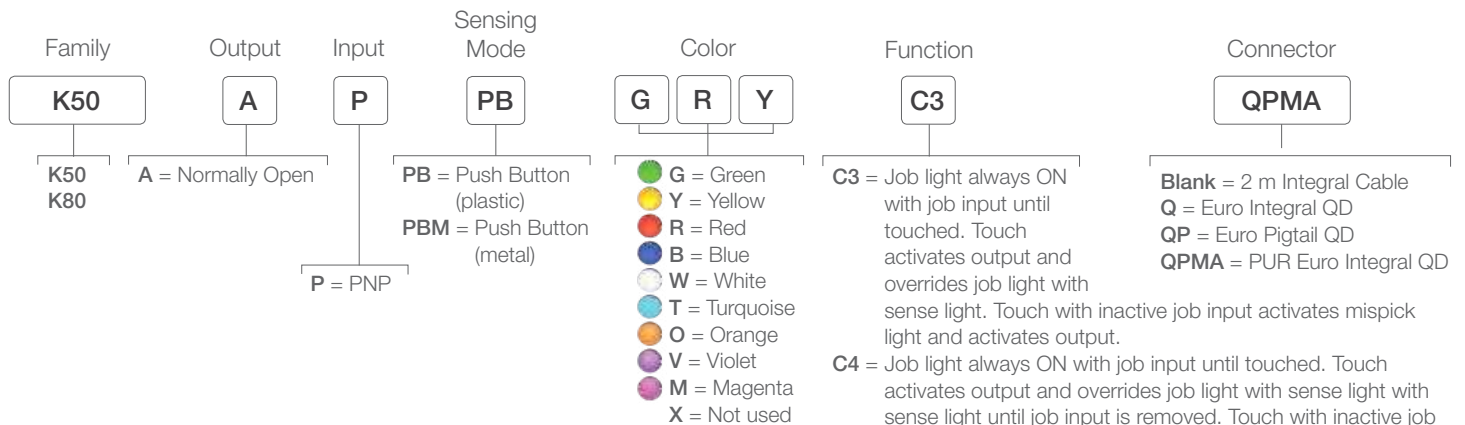 Family
Output
Input
Sensing
Mode
Color
Function
Connector
K50
A
P
PB
G
R
Y
C3
QPMA
K50
K80
A = Normally Open
P = PNP
PB = Push Button
(plastic)
PBM = Push Button
(metal)
G = Green
Y = Yellow
R = Red
B = Blue
W = White
T = Turquoise
O = Orange
V = Violet
M = Magenta
X = Not used
C3 = Job light always ON
with job input until
touched. Touch
activates output and
overrides job light with
sense light. Touch with inactive job input activates mispick
light and activates output.
C4 = Job light always ON with job input until touched. Touch
activates output and overrides job light with sense light with
sense light until job input is removed. Touch with inactive job
Blank = 2 m Integral Cable
Q = Euro Integral QD
QP = Euro Pigtail QD
QPMA = PUR Euro Integral QD